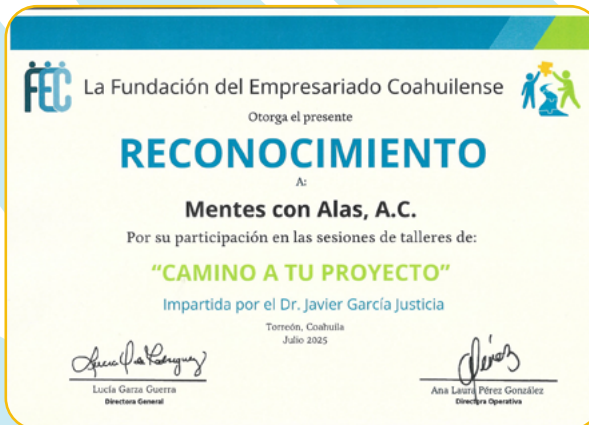 FEC
La Fundación del Empresariado Coahuilense
Otorga el presente
RECONOCIMIENTO
A:
Mentes con Alas, A.C.
Por su participación en las sesiones de talleres de:
“CAMINO A TU PROYECTO”
Impartida por el Dr. Javier García Justicia
Torreón, Coahuila
Julio 2025
Lucía Garza Guerra
Directora General
Ana Laura Pérez González
Directora Operativa